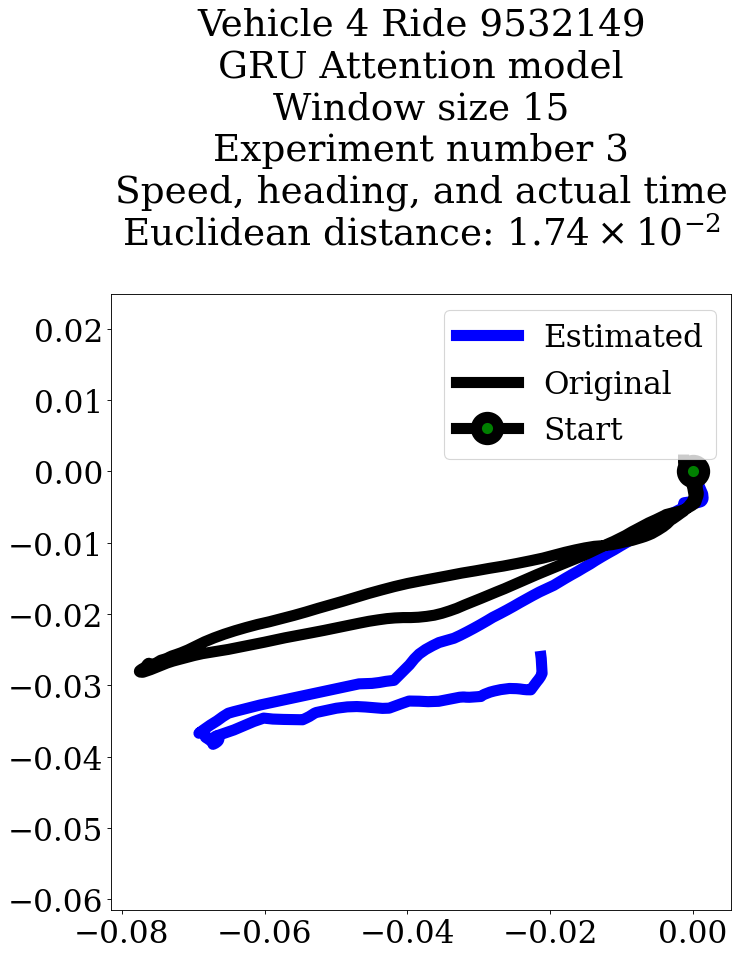 Vehicle 4 Ride 9532149
GRU Attention model
Window size 15
Experiment number 3
Speed, heading, and actual time
Euclidean distance: 1.74 × 10⁻²
Estimated
Original
Start
0.02
0.01
0.00
−0.01
−0.02
−0.03
−0.04
−0.05
−0.06
−0.08 −0.06 −0.04 −0.02 0.00